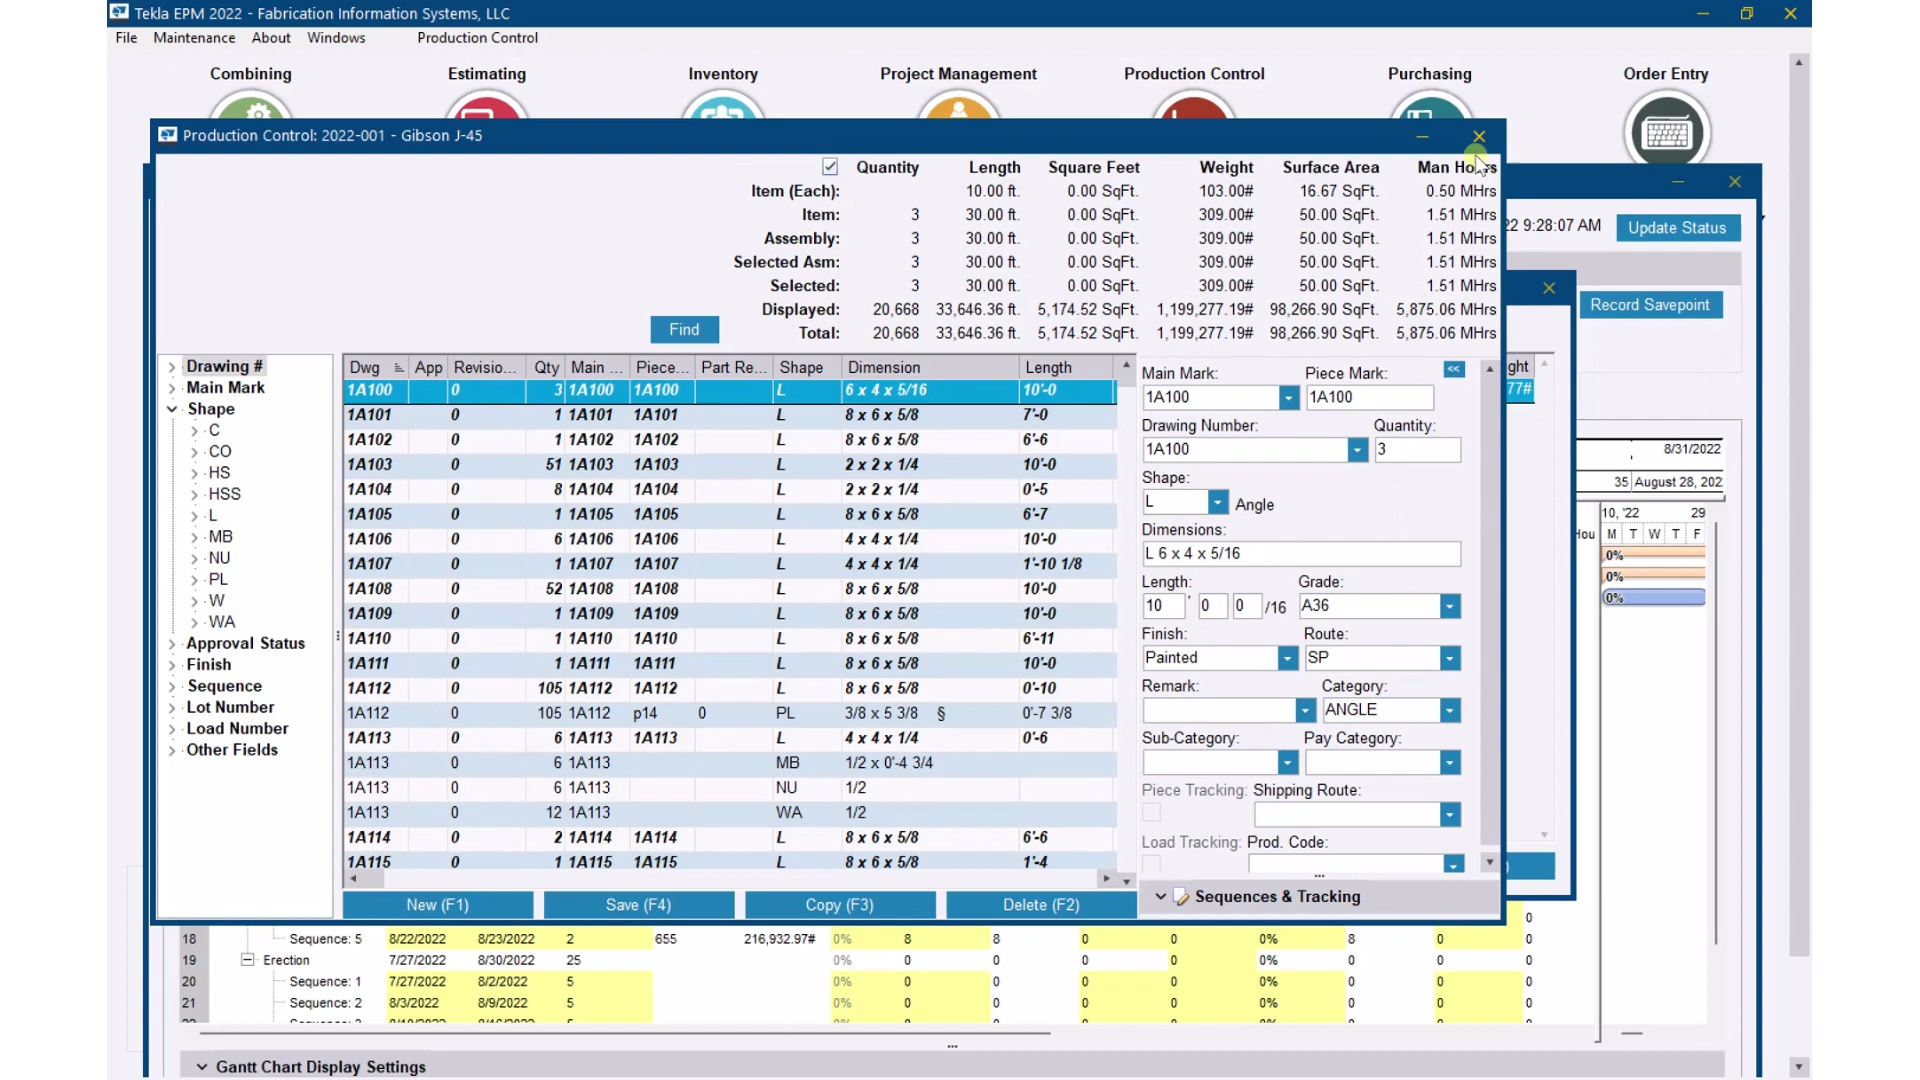 Tekla EPM 2022 - Fabrication Information Systems, LLC
File Maintenance About Windows Production Control
Combining Estimating Inventory Project Management Production Control Purchasing Order Entry
Production Control: 2022-001 - Gibson J-45
Quantity Length Square Feet Weight Surface Area Man Hours
Item (Each): 10.00 ft. 0.00 SqFt. 103.00# 16.67 SqFt. 0.50 MHrs
Item: 3 30.00 ft. 0.00 SqFt. 309.00# 50.00 SqFt. 1.51 MHrs
Assembly: 3 30.00 ft. 0.00 SqFt. 309.00# 50.00 SqFt. 1.51 MHrs
Selected Asm: 3 30.00 ft. 0.00 SqFt. 309.00# 50.00 SqFt. 1.51 MHrs
Selected: 3 30.00 ft. 0.00 SqFt. 309.00# 50.00 SqFt. 1.51 MHrs
Displayed: 20,668 33,646.36 ft. 5,174.52 SqFt. 1,199,277.19# 98,266.90 SqFt. 5,875.06 MHrs
Total: 20,668 33,646.36 ft. 5,174.52 SqFt. 1,199,277.19# 98,266.90 SqFt. 5,875.06 MHrs
Find
22 9:28:07 AM Update Status
Record Savepoint
Drawing #
Main Mark
Shape
C
CO
HS
HSS
L
MB
NU
PL
W
WA
Approval Status
Finish
Sequence
Lot Number
Load Number
Other Fields
Dwg App Revisio... Qty Main ... Piece... Part Re... Shape Dimension Length
1A100 0 3 1A100 1A100 L 6 x 4 x 5/16 10'-0
1A101 0 1 1A101 1A101 L 8 x 6 x 5/8 7'-0
1A102 0 1 1A102 1A102 L 8 x 6 x 5/8 6'-6
1A103 0 51 1A103 1A103 L 2 x 2 x 1/4 10'-0
1A104 0 8 1A104 1A104 L 2 x 2 x 1/4 0'-5
1A105 0 1 1A105 1A105 L 8 x 6 x 5/8 6'-7
1A106 0 6 1A106 1A106 L 4 x 4 x 1/4 10'-0
1A107 0 1 1A107 1A107 L 4 x 4 x 1/4 1'-10 1/8
1A108 0 52 1A108 1A108 L 8 x 6 x 5/8 10'-0
1A109 0 1 1A109 1A109 L 8 x 6 x 5/8 10'-0
1A110 0 1 1A110 1A110 L 8 x 6 x 5/8 6'-11
1A111 0 1 1A111 1A111 L 8 x 6 x 5/8 10'-0
1A112 0 105 1A112 1A112 L 8 x 6 x 5/8 0'-10
1A112 0 105 1A112 p14 0 PL 3/8 x 5 3/8 § 0'-7 3/8
1A113 0 6 1A113 1A113 L 4 x 4 x 1/4 0'-6
1A113 0 6 1A113 MB 1/2 x 0'-4 3/4
1A113 0 6 1A113 NU 1/2
1A113 0 12 1A113 WA 1/2
1A114 0 2 1A114 1A114 L 8 x 6 x 5/8 6'-6
1A115 0 1 1A115 1A115 L 8 x 6 x 5/8 1'-4
New (F1) Save (F4) Copy (F3) Delete (F2)
Main Mark: Piece Mark: <<
1A100 1A100
Drawing Number: Quantity:
1A100 3
Shape:
L Angle
Dimensions:
L 6 x 4 x 5/16
Length: Grade:
10 ' 0 0 /16 A36
Finish: Route:
Painted SP
Remark: Category:
ANGLE
Sub-Category: Pay Category:
Piece Tracking: Shipping Route:
Load Tracking: Prod. Code:
...
Sequences & Tracking
ght
77#
8/31/2022
35 August 28, 202
10, '22 29
Hou M T W T F
0%
0%
0%
0
18 Sequence: 5 8/22/2022 8/23/2022 2 655 216,932.97# 0% 8 8 0 0 0% 8 0 0
19 Erection 7/27/2022 8/30/2022 25 0% 0 0 0 0 0% 0 0 0
20 Sequence: 1 7/27/2022 8/2/2022 5 0% 0 0 0 0 0% 0 0 0
21 Sequence: 2 8/3/2022 8/9/2022 5 0% 0 0 0 0 0% 0 0 0
...
Gantt Chart Display Settings